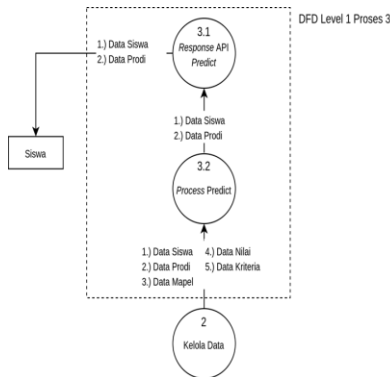 DFD Level 1 Proses 3
3.1
Response API
Predict
1.) Data Siswa
2.) Data Prodi
Siswa
1.) Data Siswa
2.) Data Prodi
3.2
Process Predict
1.) Data Siswa
2.) Data Prodi
3.) Data Mapel
4.) Data Nilai
5.) Data Kriteria
2
Kelola Data